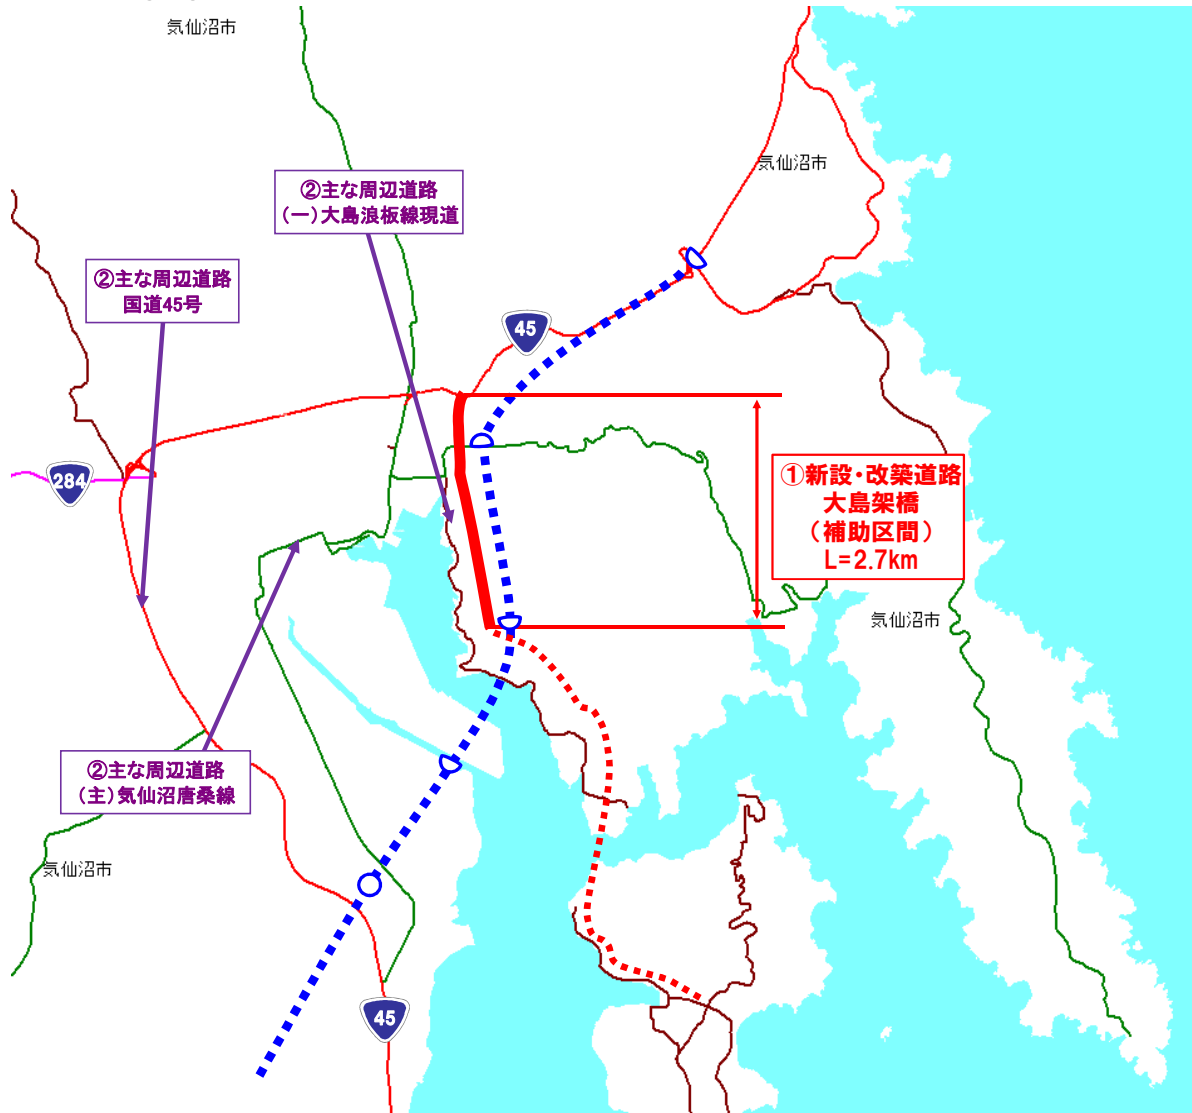 気仙沼市
気仙沼市
②主な周辺道路
(一)大島浪板線現道
②主な周辺道路
国道45号
45
284
①新設・改築道路
大島架橋
(補助区間)
L=2.7km
気仙沼市
②主な周辺道路
(主)気仙沼唐桑線
気仙沼市
45